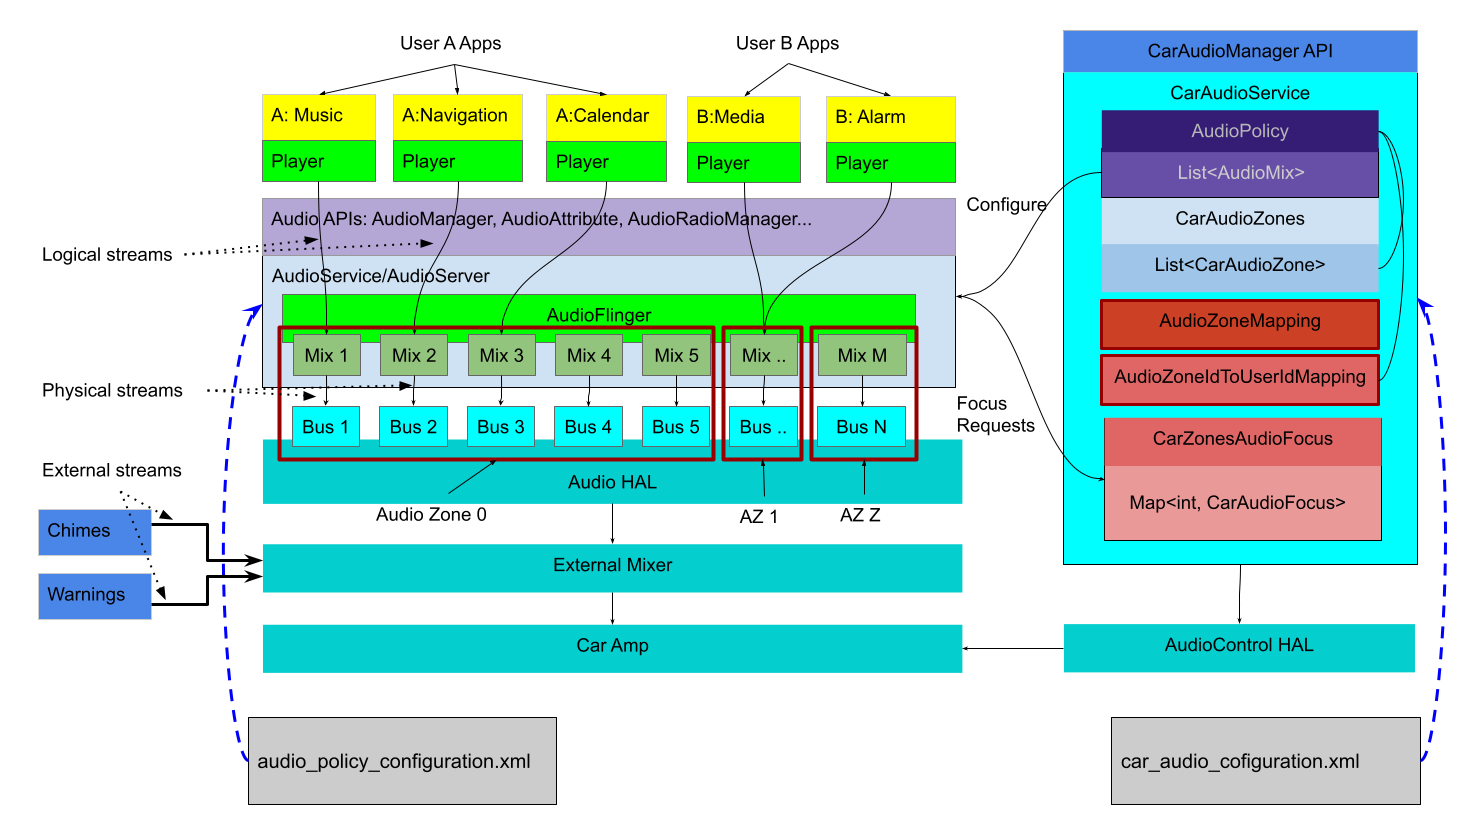 User A Apps
User B Apps
A: Music
A:Navigation
A:Calendar
B:Media
B: Alarm
Player
Player
Player
Player
Player
Audio APIs: AudioManager, AudioAttribute, AudioRadioManager...
Logical streams
AudioService/AudioServer
AudioFlinger
Mix 1
Mix 2
Mix 3
Mix 4
Mix 5
Mix ..
Mix M
Physical streams
Bus 1
Bus 2
Bus 3
Bus 4
Bus 5
Bus ..
Bus N
External streams
Audio HAL
Audio Zone 0
AZ 1
AZ Z
Chimes
Warnings
External Mixer
Car Amp
audio_policy_configuration.xml
Configure
Focus
Requests
CarAudioManager API
CarAudioService
AudioPolicy
List<AudioMix>
CarAudioZones
List<CarAudioZone>
AudioZoneMapping
AudioZoneIdToUserIdMapping
CarZonesAudioFocus
Map<int, CarAudioFocus>
AudioControl HAL
car_audio_cofiguration.xml